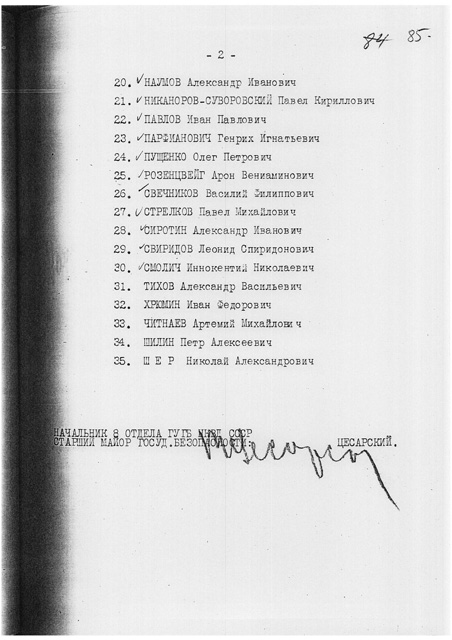 84 85.
- 2 -
20. ✓НАУМОВ Александр Иванович
21. ✓НИКАНОРОВ-СУВОРОВСКИЙ Павел Кириллович
22. ✓ПАВЛОВ Иван Павлович
23. ✓ПАРФИАНОВИЧ Генрих Игнатьевич
24. ✓ПУЩЕНКО Олег Петрович
25. ✓РОЗЕНЦВЕЙГ Арон Вениаминович
26. ✓СВЕЧНИКОВ Василий Филиппович
27. ✓СТРЕЛКОВ Павел Михайлович
28. ✓СИРОТИН Александр Иванович
29. ✓СВИРИДОВ Леонид Спиридонович
30. ✓СМОЛИЧ Иннокентий Николаевич
31. ТИХОВ Александр Васильевич
32. ХРЮМИН Иван Федорович
33. ЧИТНАЕВ Артемий Михайлович
34. ШИЛИН Петр Алексеевич
35. Ш Е Р Николай Александрович
НАЧАЛЬНИК 8 ОТДЕЛА ГУГБ НКВД СССР
СТАРШИЙ МАЙОР ГОСУД.БЕЗОПАСНОСТИ: ЦЕСАРСКИЙ.